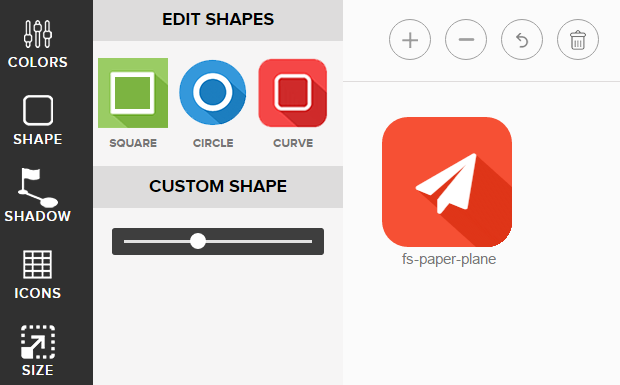 COLORS
SHAPE
SHADOW
ICONS
SIZE
EDIT SHAPES
SQUARE CIRCLE CURVE
CUSTOM SHAPE
fs-paper-plane